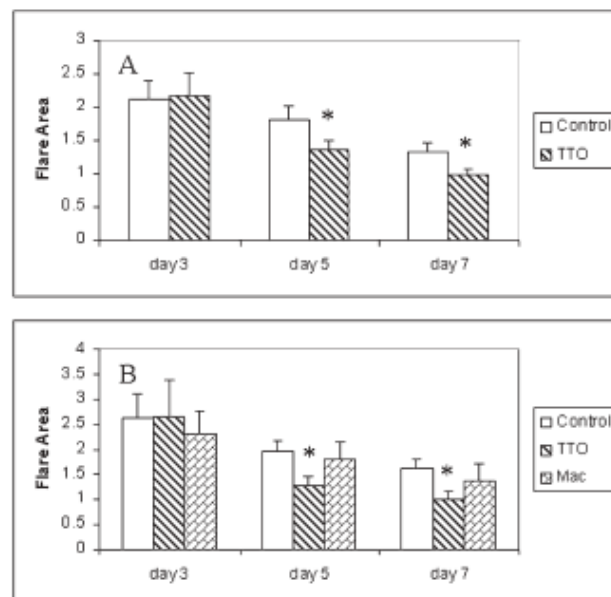 3
A
2.5
2
*
1.5
*
1
0.5
0
Flare Area
day 3
day 5
day 7
Control
TTO
4
B
3.5
3
2.5
2
*
1.5
*
1
0.5
0
Flare Area
day 3
day 5
day 7
Control
TTO
Mac